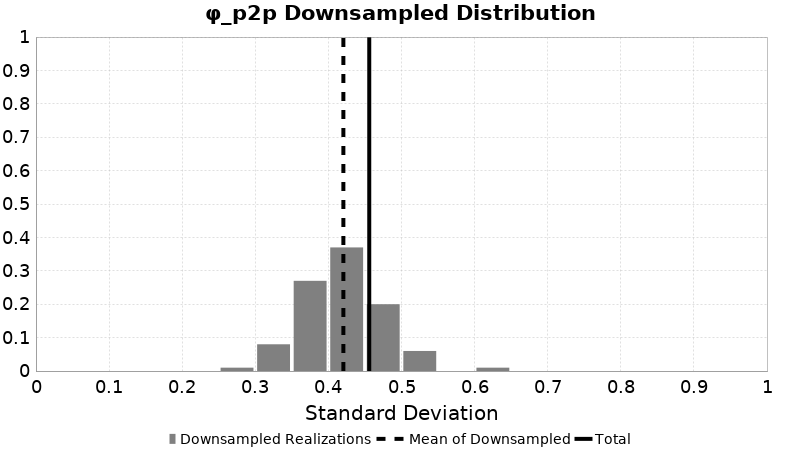 φ_p2p Downsampled Distribution
1
0.9
0.8
0.7
0.6
0.5
0.4
0.3
0.2
0.1
0
0 0.1 0.2 0.3 0.4 0.5 0.6 0.7 0.8 0.9 1
Standard Deviation
Downsampled Realizations Mean of Downsampled Total